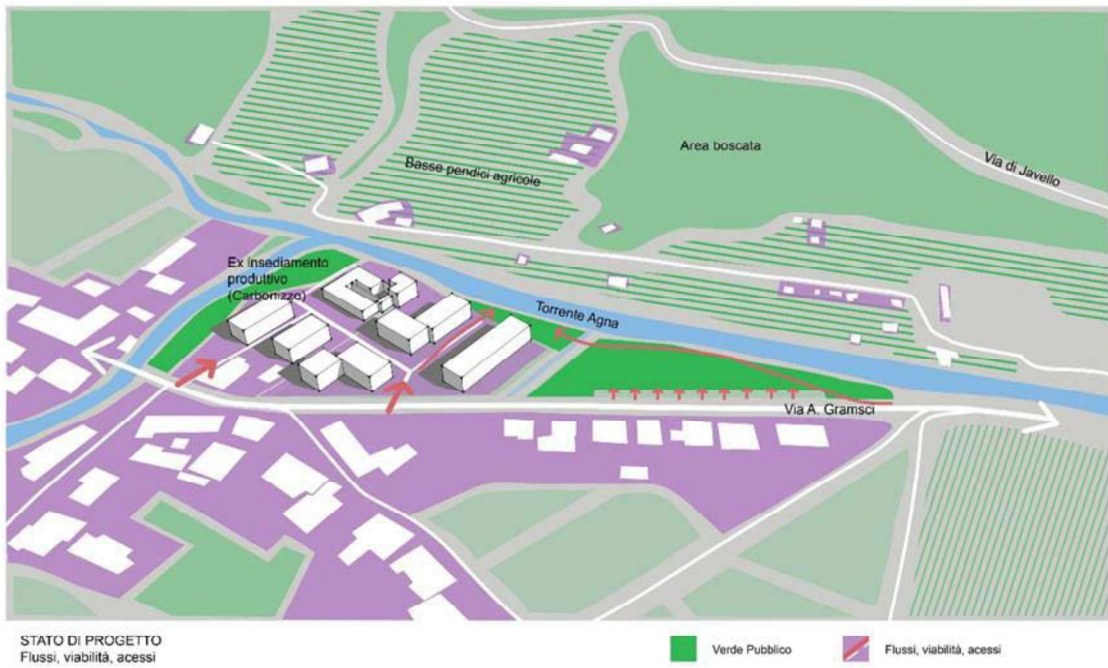 Area boscata
Via di Javello
Basse pendici agricole
Ex insediamento
produttivo
(Carbonizzo)
Torrente Agna
Via A. Gramsci
STATO DI PROGETTO
Flussi, viabilità, acessi
Verde Pubblico
Flussi, viabilità, acessi